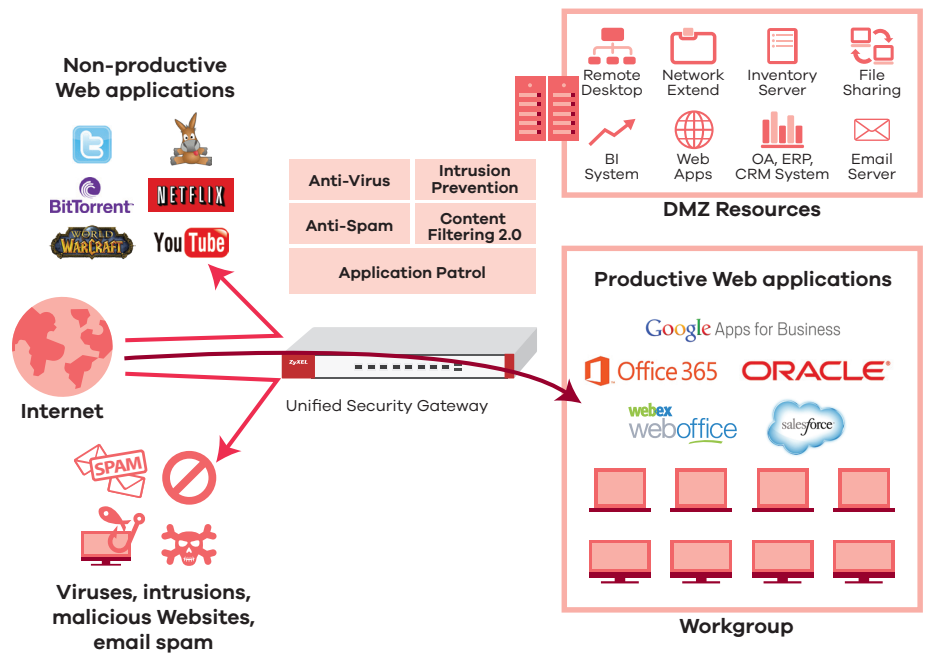 Non-productive
Web applications
BitTorrent
NETFLIX
WORLD
WARCRAFT
YouTube
Internet
SPAM
Viruses, intrusions,
malicious Websites,
email spam
Anti-Virus
Intrusion
Prevention
Anti-Spam
Content
Filtering 2.0
Application Patrol
ZyXEL
Unified Security Gateway
Remote
Desktop
Network
Extend
Inventory
Server
File
Sharing
BI
System
Web
Apps
OA, ERP,
CRM System
Email
Server
DMZ Resources
Productive Web applications
Google Apps for Business
Office 365
ORACLE®
webex
weboffice
salesforce
Workgroup